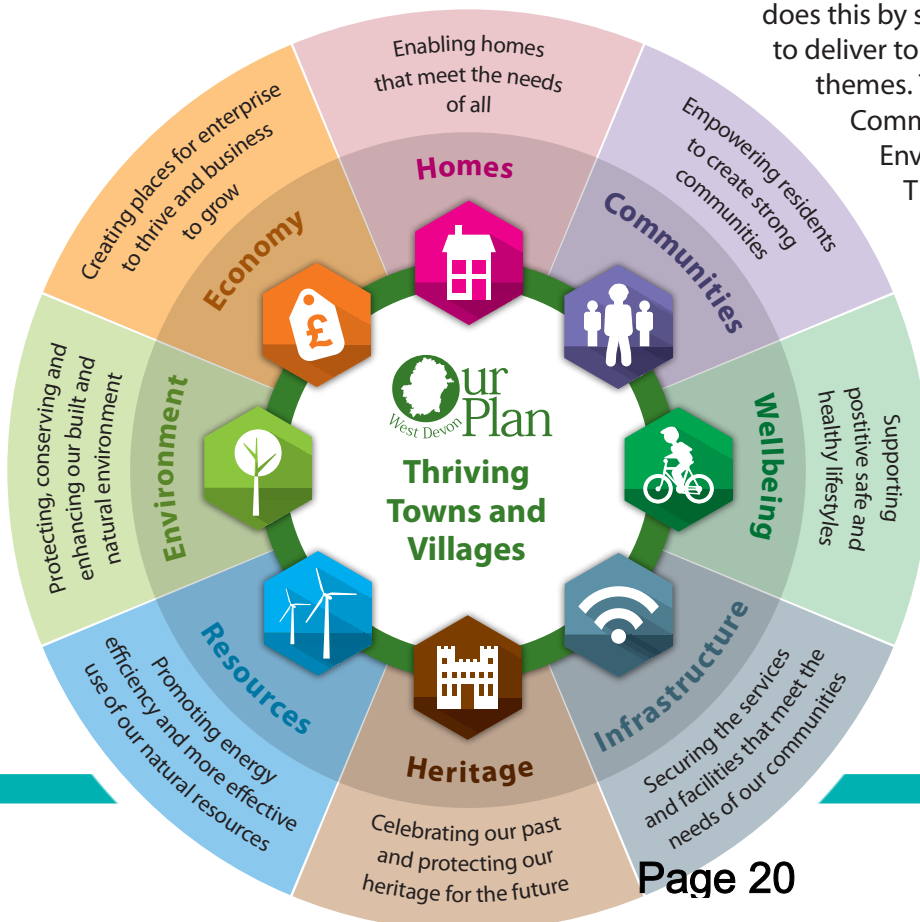 does this by s
to deliver to
themes. T
Comm
Env
T
Enabling homes
that meet the needs
of all
Homes
Empowering residents
to create strong
communities
Communities
Supporting
postitive safe and
healthy lifestyles
Wellbeing
Securing the services
and facilities that meet the
needs of our communities
Infrastructure
Celebrating our past
and protecting our
heritage for the future
Heritage
Promoting energy
efficiency and more effective
use of our natural resources
Resources
Protecting, conserving and
enhancing our built and
natural environment
Environment
Creating places for enterprise
to thrive and business
to grow
Economy
£
Our
Plan
West Devon
Thriving
Towns and
Villages
Page 20